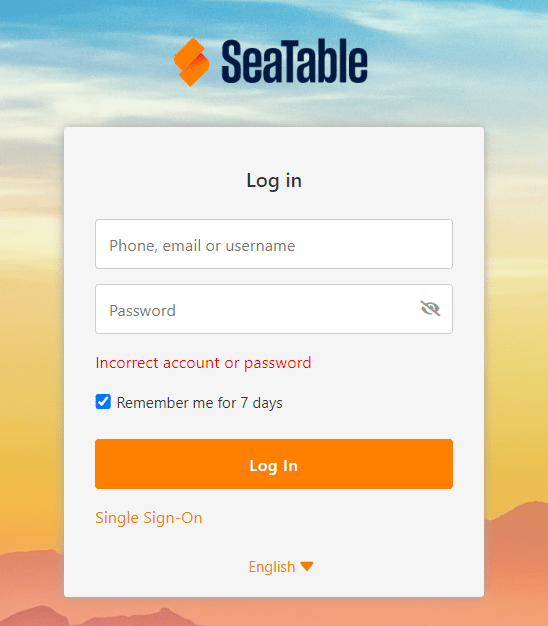 SeaTable
Log in
Phone, email or username
Password
Incorrect account or password
Remember me for 7 days
Log In
Single Sign-On
English